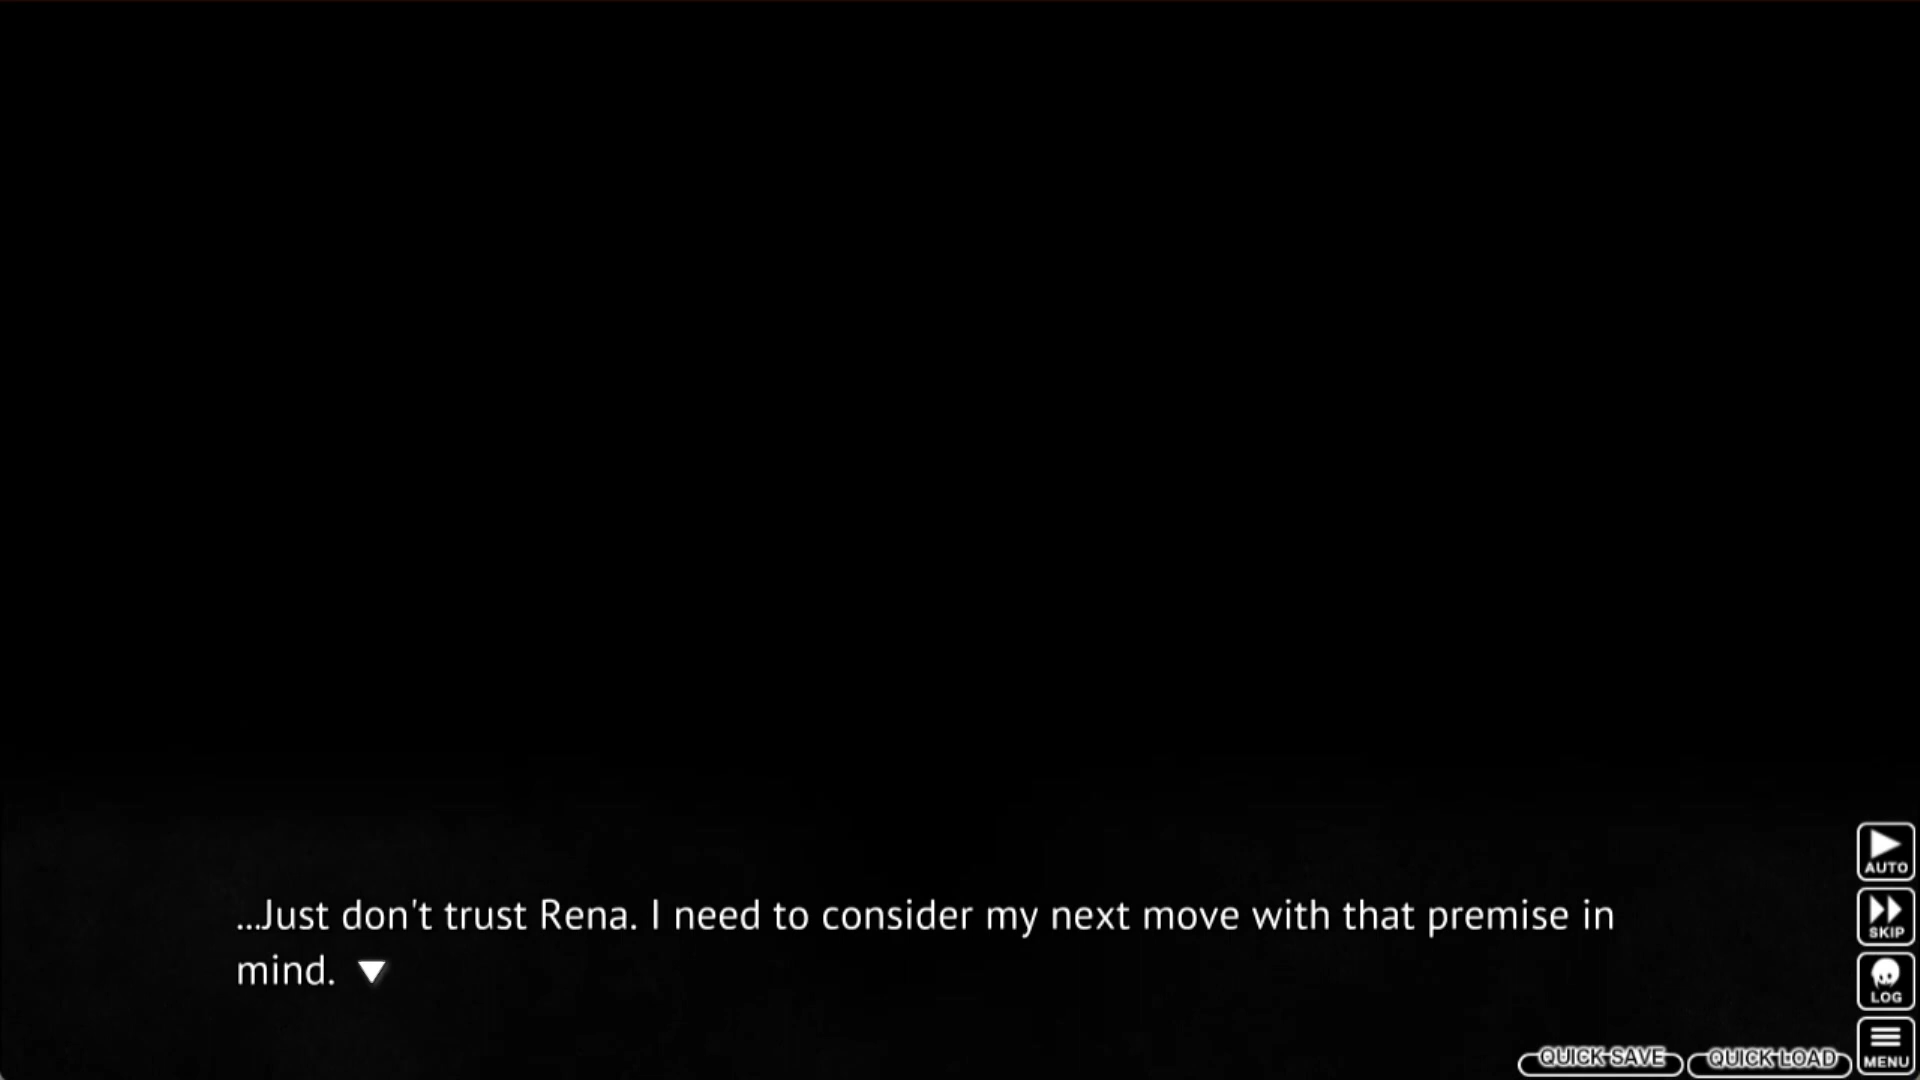 ...Just don't trust Rena. I need to consider my next move with that premise in
mind.
AUTO
SKIP
LOG
MENU
QUICK SAVE QUICK LOAD